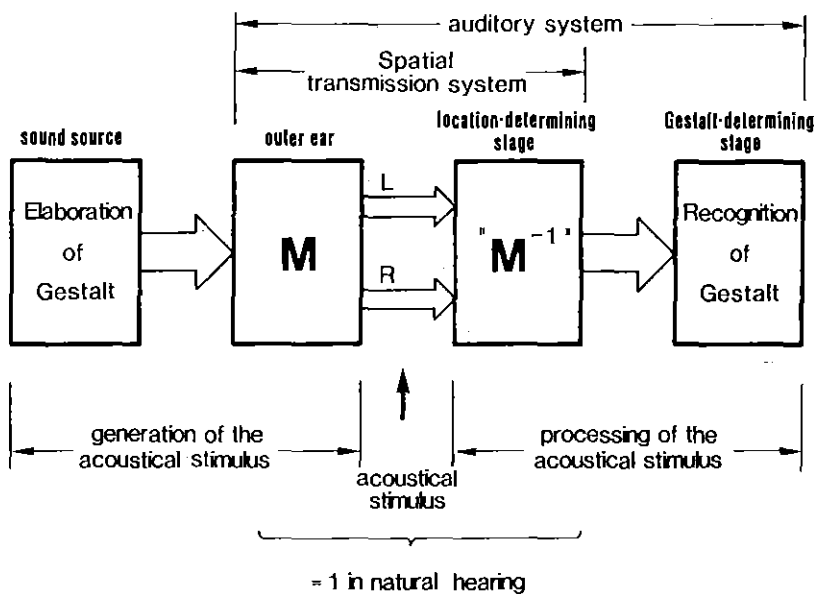 auditory system
Spatial
transmission system
sound source
outer ear
location-determining
stage
Gestalt-determining
stage
Elaboration
of
Gestalt
M
L
R
"M⁻¹"
Recognition
of
Gestalt
generation of the
acoustical stimulus
acoustical
stimulus
processing of the
acoustical stimulus
= 1 in natural hearing